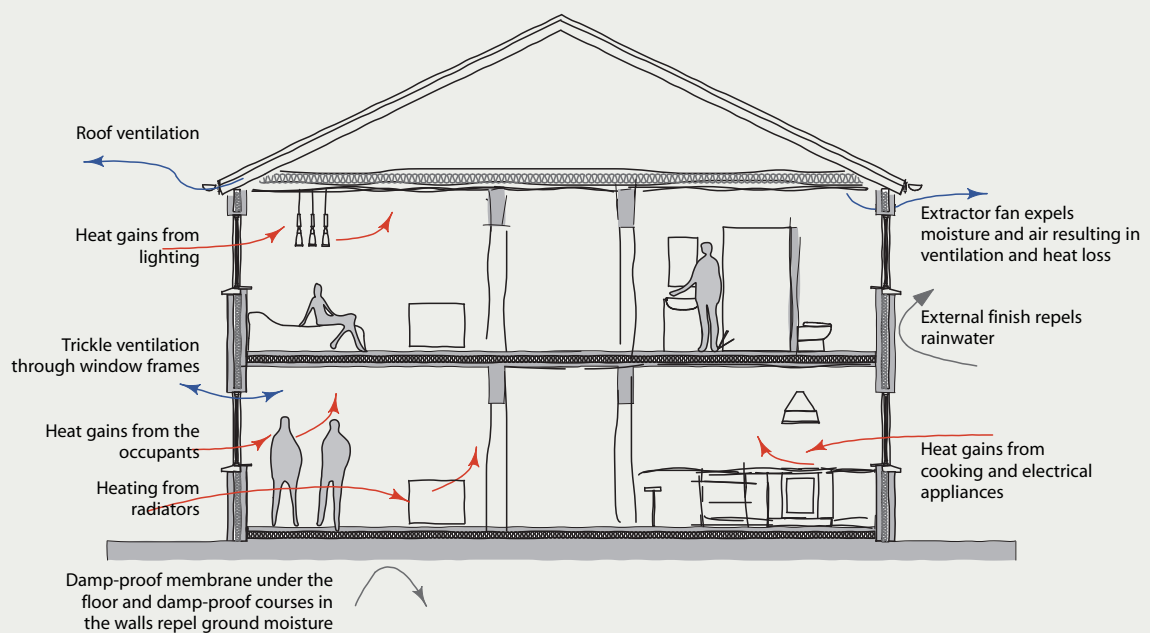 Roof ventilation
Heat gains from
lighting
Trickle ventilation
through window frames
Heat gains from the
occupants
Heating from
radiators
Damp-proof membrane under the
floor and damp-proof courses in
the walls repel ground moisture
Extractor fan expels
moisture and air resulting in
ventilation and heat loss
External finish repels
rainwater
Heat gains from
cooking and electrical
appliances